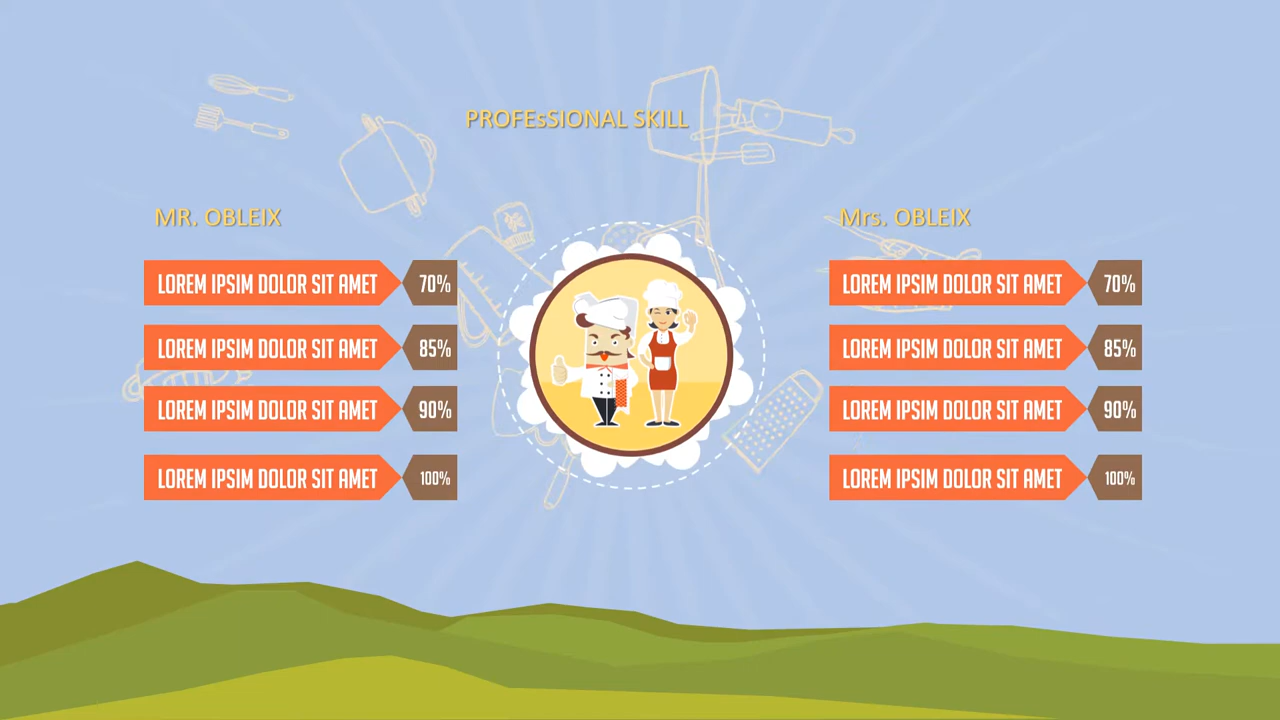 PROFEsSIONAL SKILL
MR. OBLEIX
LOREM IPSIM DOLOR SIT AMET 70%
LOREM IPSIM DOLOR SIT AMET 85%
LOREM IPSIM DOLOR SIT AMET 90%
LOREM IPSIM DOLOR SIT AMET 100%
Mrs. OBLEIX
LOREM IPSIM DOLOR SIT AMET 70%
LOREM IPSIM DOLOR SIT AMET 85%
LOREM IPSIM DOLOR SIT AMET 90%
LOREM IPSIM DOLOR SIT AMET 100%